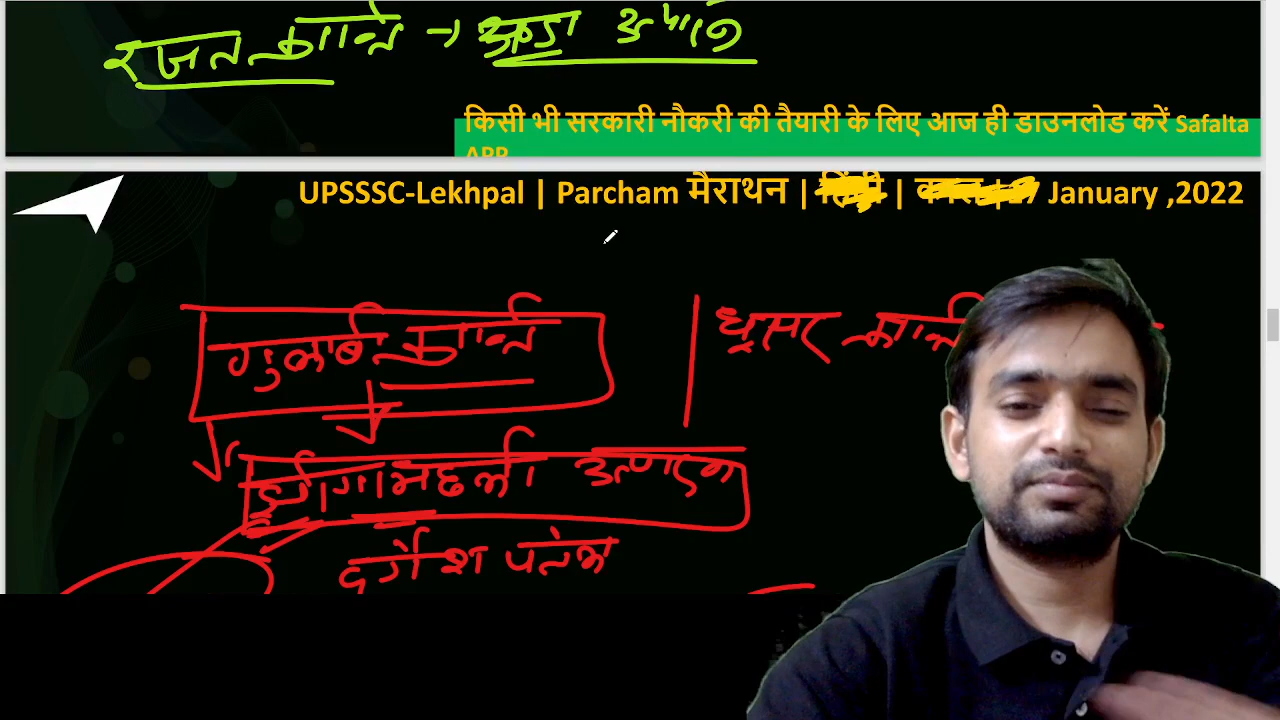 रजत क्रान्ति → अण्डा उत्पादन
किसी भी सरकारी नौकरी की तैयारी के लिए आज ही डाउनलोड करें Safalta
APP
UPSSSC-Lekhpal | Parcham मैराथन | हिंदी | January ,2022
गुलाबी क्रान्ति
धूसर
झींगा मछली उत्पादन
दुर्गेश पटेल